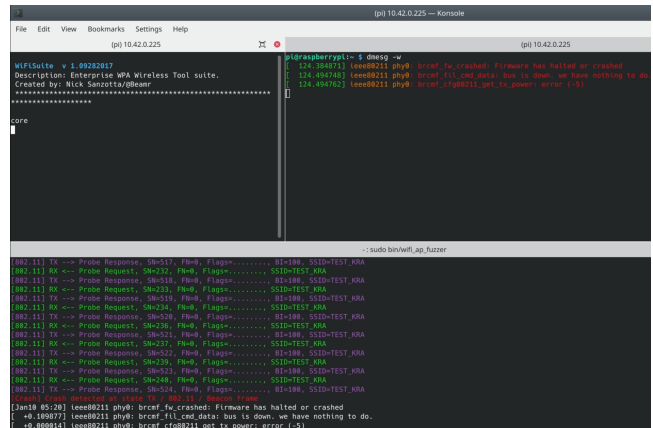 (pi) 10.42.0.225 — Konsole
File Edit View Bookmarks Settings Help
(pi) 10.42.0.225
(pi) 10.42.0.225
WiFiSuite v 1.09282017
Description: Enterprise WPA Wireless Tool suite.
Created by: Nick Sanzotta/@Beamr
***********************************************************
******************
core
pi@raspberrypi:~ $ dmesg -w
[ 124.384871] ieee80211 phy0: brcmf_fw_crashed: Firmware has halted or crashed
[ 124.494748] ieee80211 phy0: brcmf_fil_cmd_data: bus is down. we have nothing to do.
[ 124.494762] ieee80211 phy0: brcmf_cfg80211_get_tx_power: error (-5)
- : sudo bin/wifi_ap_fuzzer
[802.11] TX --> Probe Response, SN=517, FN=0, Flags=........, BI=100, SSID=TEST_KRA
[802.11] RX <-- Probe Request, SN=232, FN=0, Flags=........, SSID=TEST_KRA
[802.11] TX --> Probe Response, SN=518, FN=0, Flags=........, BI=100, SSID=TEST_KRA
[802.11] RX <-- Probe Request, SN=233, FN=0, Flags=........, SSID=TEST_KRA
[802.11] TX --> Probe Response, SN=519, FN=0, Flags=........, BI=100, SSID=TEST_KRA
[802.11] RX <-- Probe Request, SN=234, FN=0, Flags=........, SSID=TEST_KRA
[802.11] TX --> Probe Response, SN=520, FN=0, Flags=........, BI=100, SSID=TEST_KRA
[802.11] RX <-- Probe Request, SN=236, FN=0, Flags=........, SSID=TEST_KRA
[802.11] TX --> Probe Response, SN=521, FN=0, Flags=........, BI=100, SSID=TEST_KRA
[802.11] RX <-- Probe Request, SN=237, FN=0, Flags=........, SSID=TEST_KRA
[802.11] TX --> Probe Response, SN=522, FN=0, Flags=........, BI=100, SSID=TEST_KRA
[802.11] RX <-- Probe Request, SN=239, FN=0, Flags=........, SSID=TEST_KRA
[802.11] TX --> Probe Response, SN=523, FN=0, Flags=........, BI=100, SSID=TEST_KRA
[802.11] RX <-- Probe Request, SN=240, FN=0, Flags=........, SSID=TEST_KRA
[802.11] TX --> Probe Response, SN=524, FN=0, Flags=........, BI=100, SSID=TEST_KRA
[Crash] Crash detected at state TX / 802.11 / Beacon frame
[Jan10 05:20] ieee80211 phy0: brcmf_fw_crashed: Firmware has halted or crashed
[ +0.109877] ieee80211 phy0: brcmf_fil_cmd_data: bus is down. we have nothing to do.
[ +0.000014] ieee80211 phy0: brcmf_cfg80211_get_tx_power: error (-5)